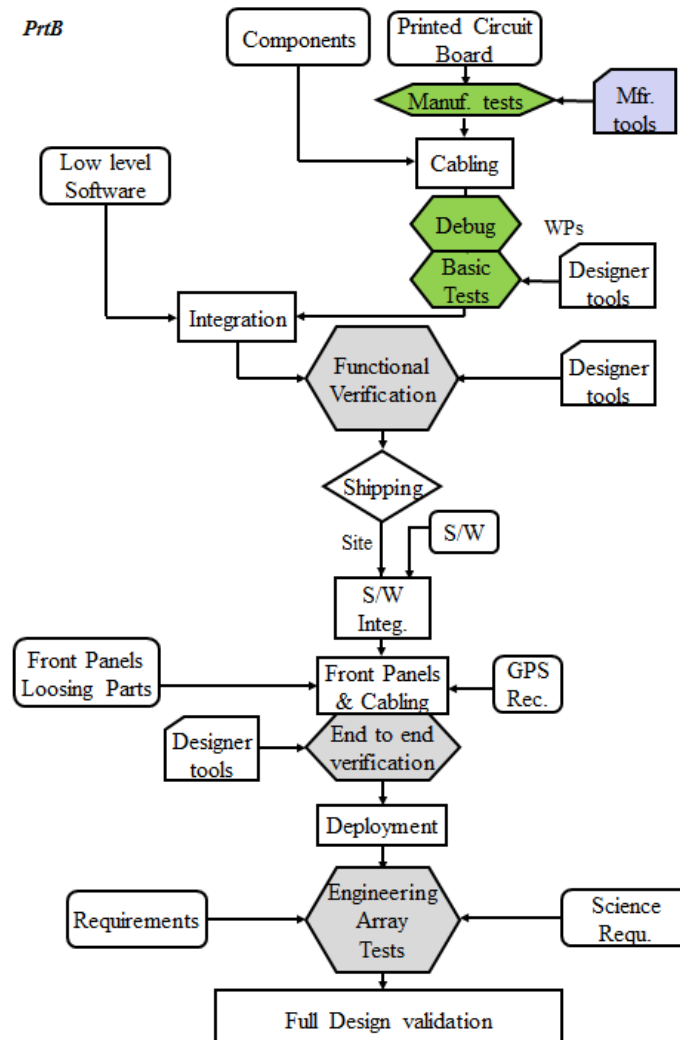 PrtB
Components
Printed Circuit
Board
Manuf. tests
Mfr.
tools
Low level
Software
Cabling
Debug
WPs
Basic
Tests
Designer
tools
Integration
Functional
Verification
Designer
tools
Shipping
Site
S/W
S/W
Integ.
Front Panels
Loosing Parts
Front Panels
& Cabling
GPS
Rec.
Designer
tools
End to end
verification
Deployment
Requirements
Engineering
Array
Tests
Science
Requ.
Full Design validation